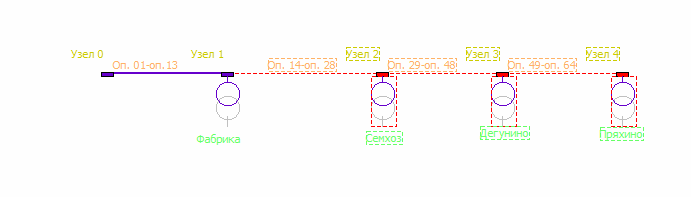 Узел 0
Узел 1
Узел 2
Узел 3
Узел 4
Оп. 01-оп.13
Оп. 14-оп. 28
Оп. 29-оп. 48
Оп. 49-оп. 64
Фабрика
Семхоз
Дегунино
Пряхино